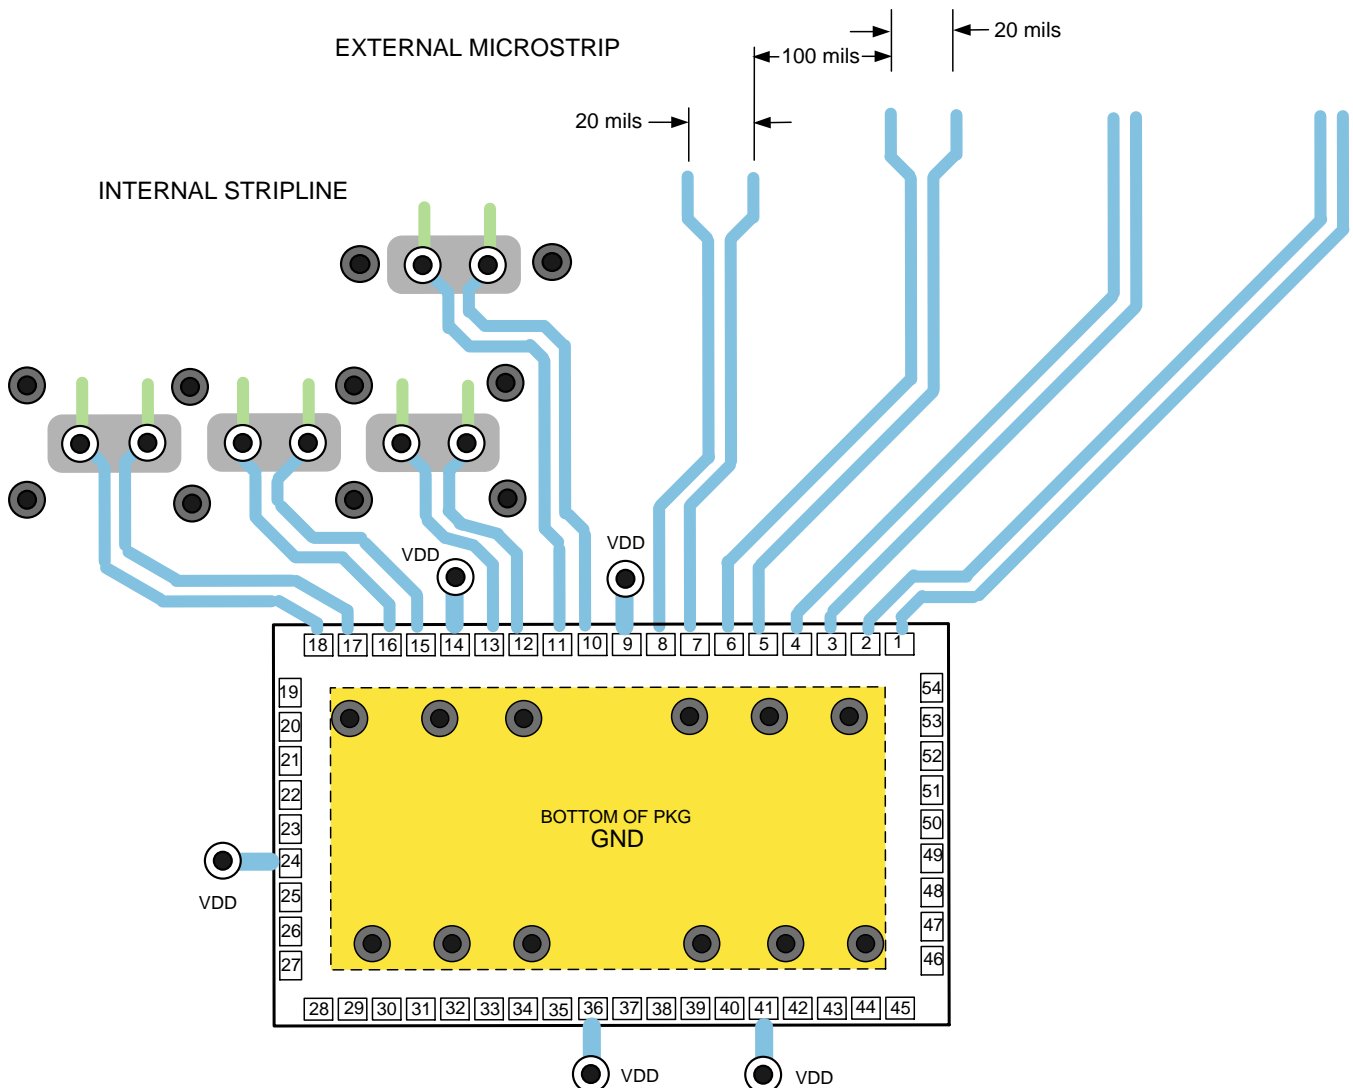 EXTERNAL MICROSTRIP
20 mils
100 mils
20 mils
INTERNAL STRIPLINE
VDD
VDD
18 17 16 15 14 13 12 11 10 9 8 7 6 5 4 3 2 1
19
20
21
22
23
24
25
26
27
54
53
52
51
50
49
48
47
46
BOTTOM OF PKG
GND
VDD
28 29 30 31 32 33 34 35 36 37 38 39 40 41 42 43 44 45
VDD
VDD